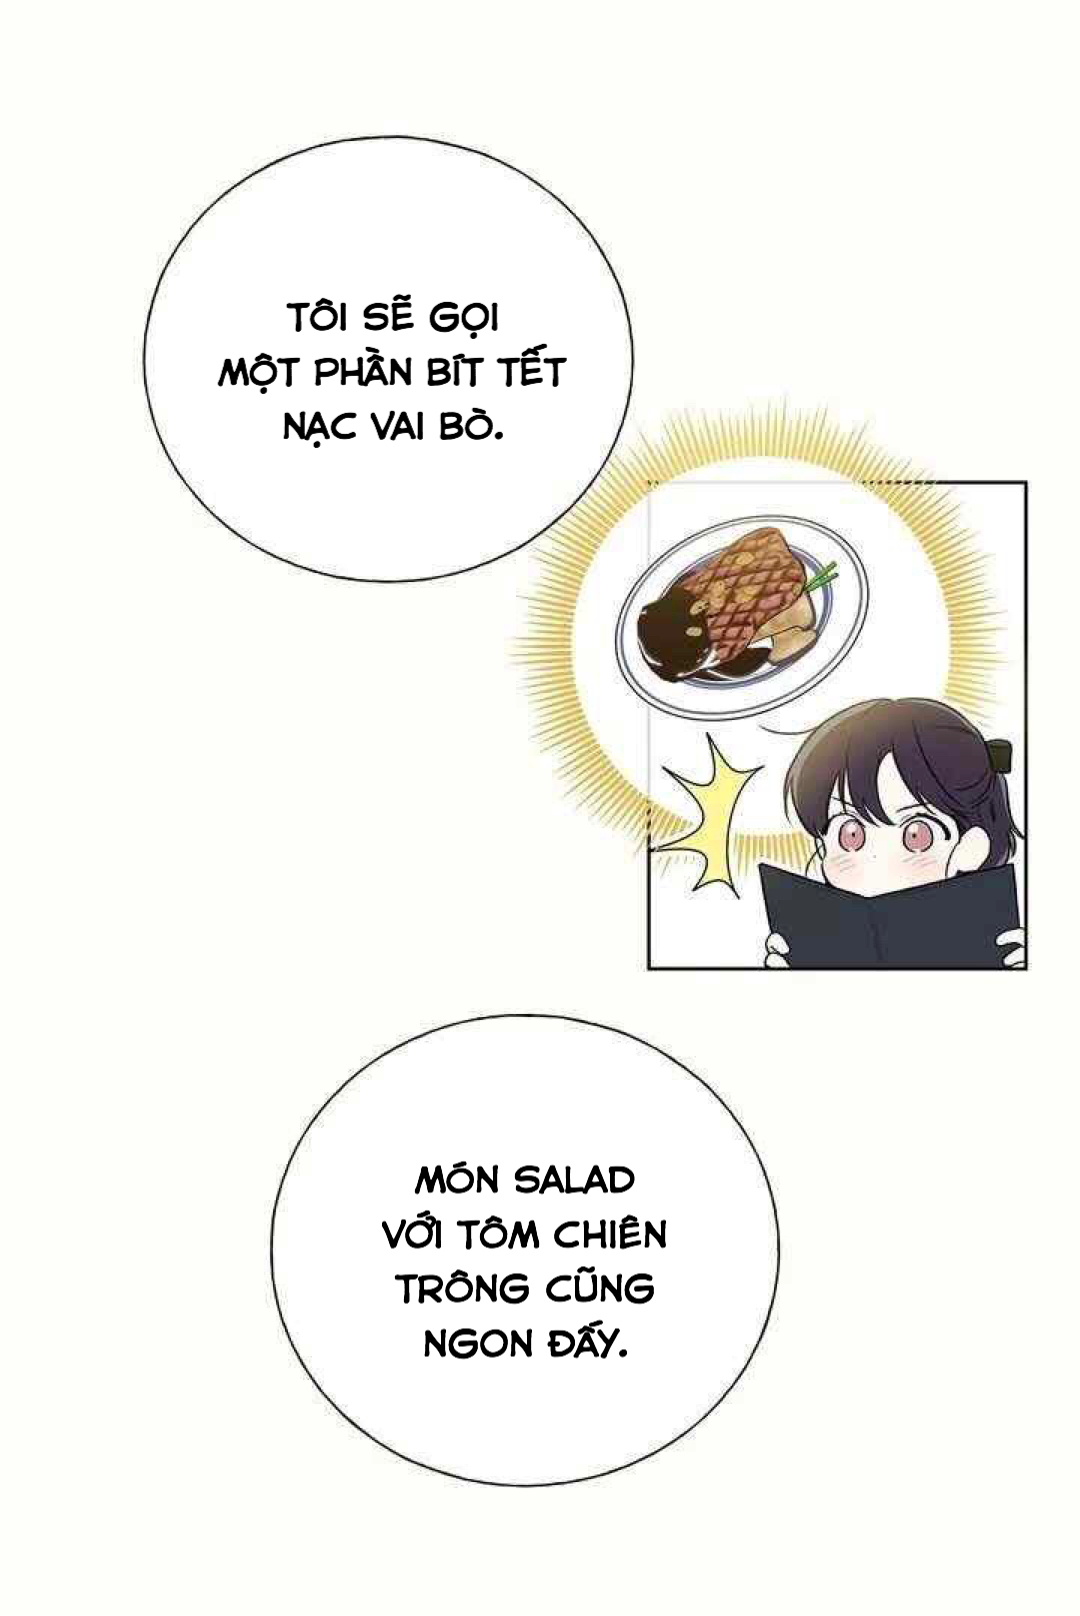 TÔI SẼ GỌI
MỘT PHẦN BÍT TẾT
NẠC VAI BÒ.
MÓN SALAD
VỚI TÔM CHIÊN
TRÔNG CŨNG
NGON ĐẤY.